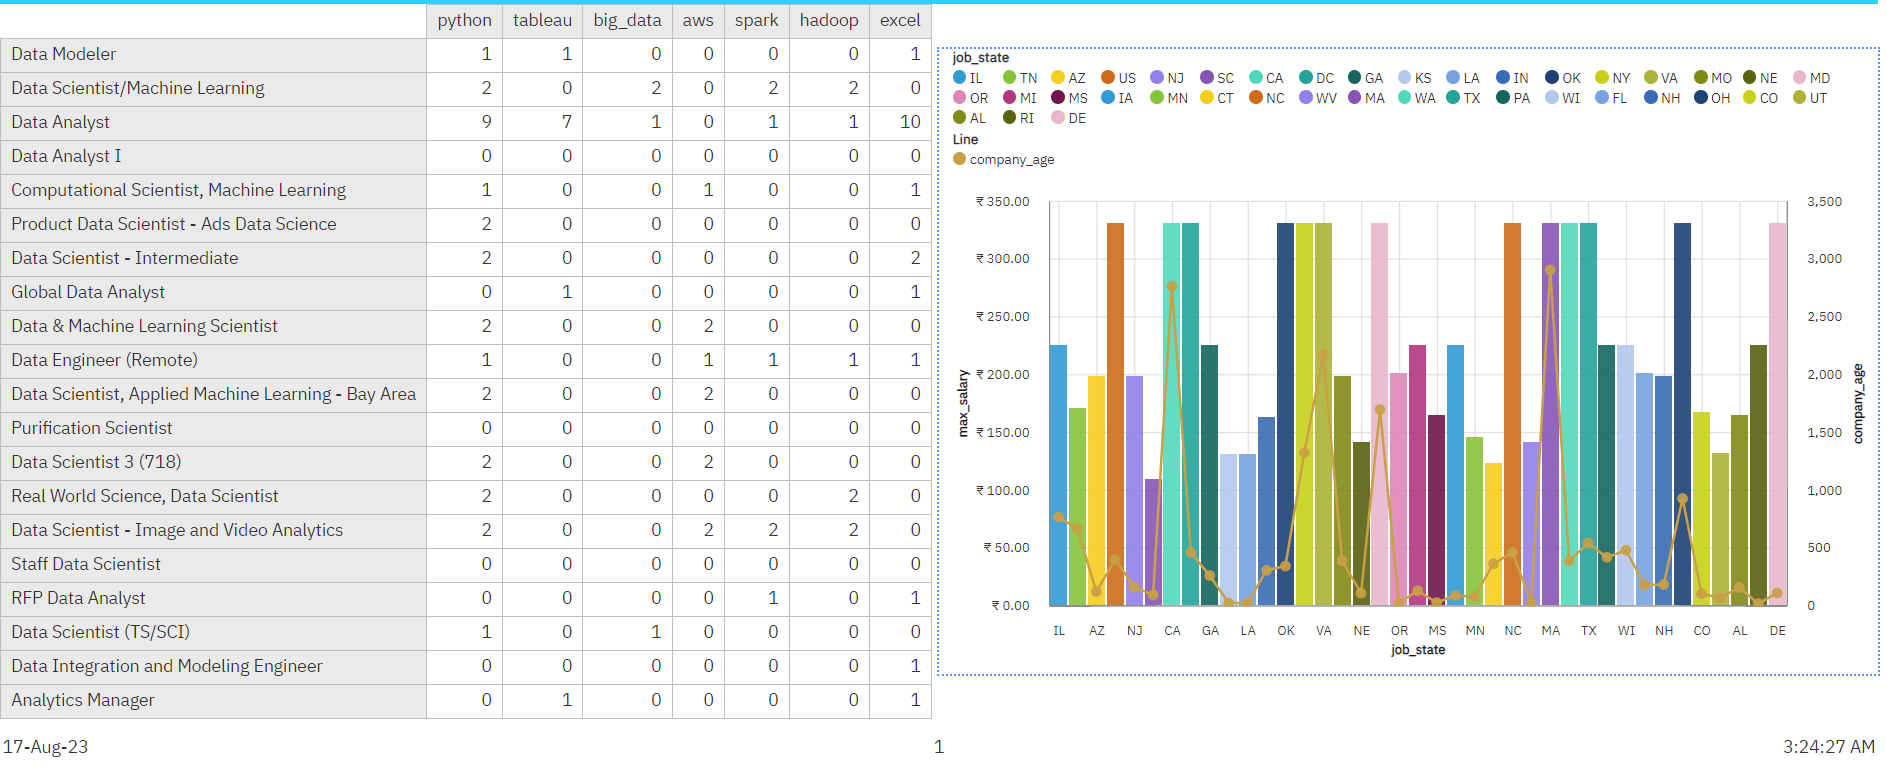 python tableau big_data aws spark hadoop excel
Data Modeler 1 1 0 0 0 0 1
Data Scientist/Machine Learning 2 0 2 0 2 2 0
Data Analyst 9 7 1 0 1 1 10
Data Analyst I 0 0 0 0 0 0 0
Computational Scientist, Machine Learning 1 0 0 1 0 0 1
Product Data Scientist - Ads Data Science 2 0 0 0 0 0 0
Data Scientist - Intermediate 2 0 0 0 0 0 2
Global Data Analyst 0 1 0 0 0 0 1
Data & Machine Learning Scientist 2 0 0 2 0 0 0
Data Engineer (Remote) 1 0 0 1 1 1 1
Data Scientist, Applied Machine Learning - Bay Area 2 0 0 2 0 0 0
Purification Scientist 0 0 0 0 0 0 0
Data Scientist 3 (718) 2 0 0 2 0 0 0
Real World Science, Data Scientist 2 0 0 0 0 2 0
Data Scientist - Image and Video Analytics 2 0 0 2 2 2 0
Staff Data Scientist 0 0 0 0 0 0 0
RFP Data Analyst 0 0 0 0 1 0 1
Data Scientist (TS/SCI) 1 0 1 0 0 0 0
Data Integration and Modeling Engineer 0 0 0 0 0 0 1
Analytics Manager 0 1 0 0 0 0 1
job_state
IL TN AZ US NJ SC CA DC GA KS LA IN OK NY VA MO NE MD
OR MI MS IA MN CT NC WV MA WA TX PA WI FL NH OH CO UT
AL RI DE
Line
company_age
₹ 350.00 3,500
₹ 300.00 3,000
₹ 250.00 2,500
₹ 200.00 2,000
₹ 150.00 1,500
₹ 100.00 1,000
₹ 50.00 500
₹ 0.00 0
max_salary
company_age
IL AZ NJ CA GA LA OK VA NE OR MS MN NC MA TX WI NH CO AL DE
job_state
17-Aug-23 1 3:24:27 AM